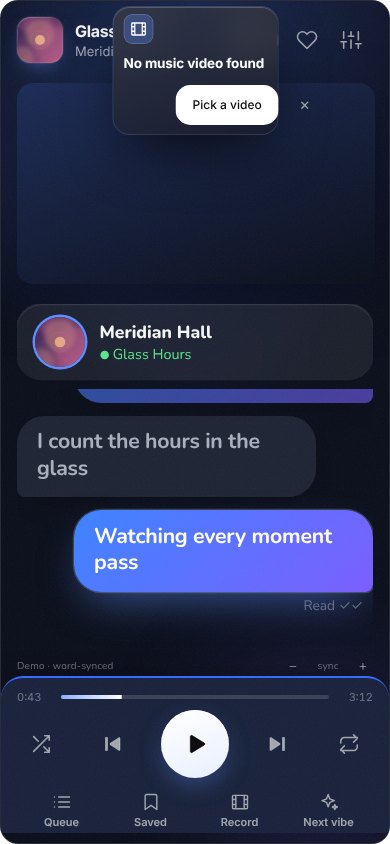 Glass
Meridi
No music video found
Pick a video
×
Meridian Hall
Glass Hours
I count the hours in the
glass
Watching every moment
pass
Read ✓✓
Demo · word-synced
− sync +
0:43
3:12
Queue
Saved
Record
Next vibe